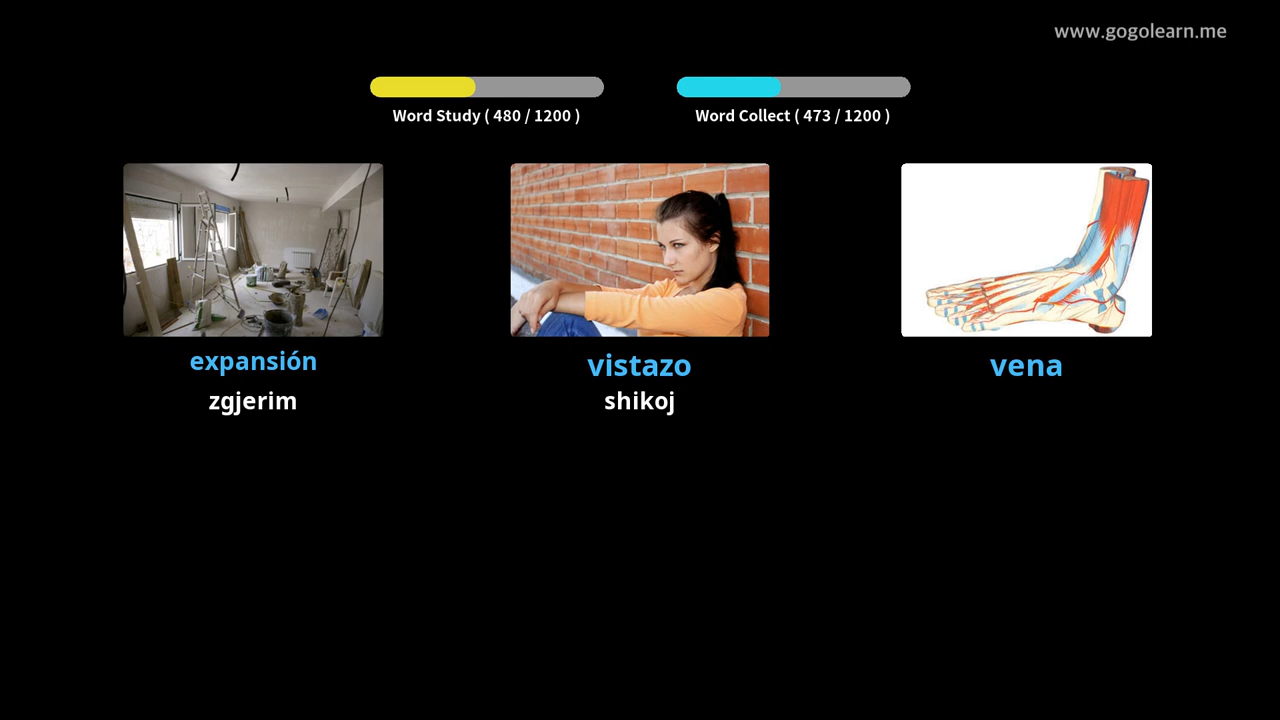 www.gogolearn.me
Word Study ( 480 / 1200 )
Word Collect ( 473 / 1200 )
expansión
vistazo
vena
zgjerim
shikoj